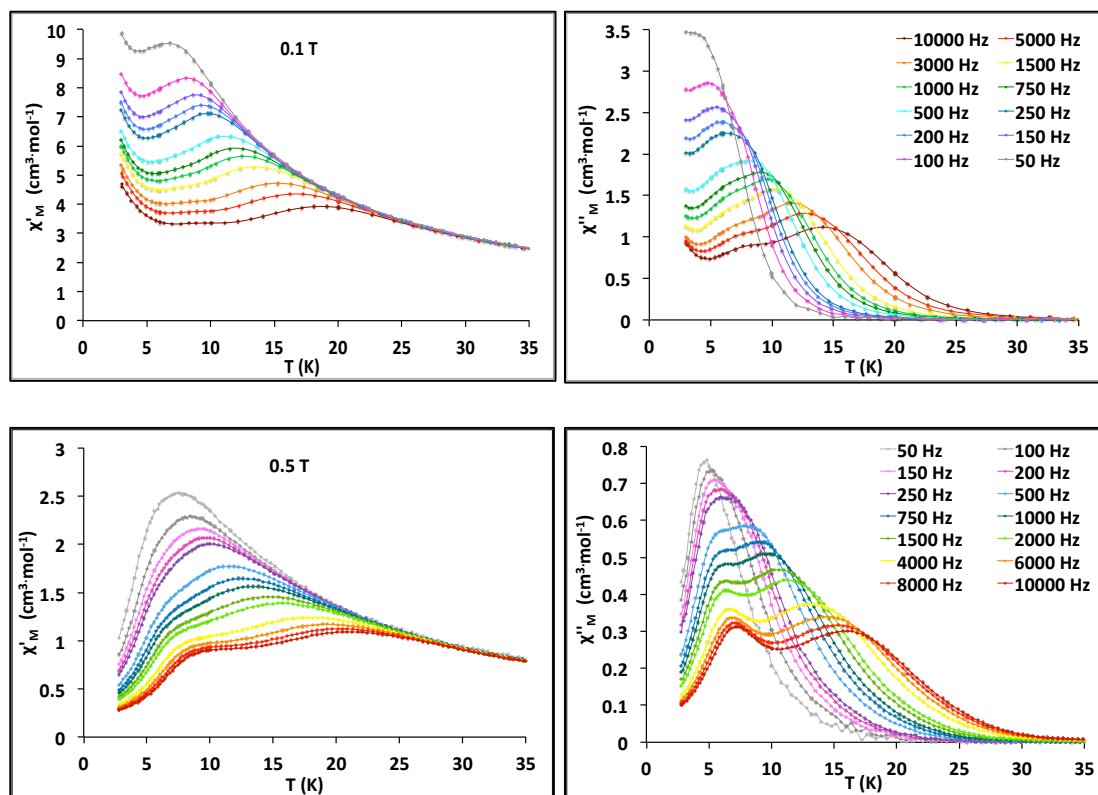 0.1 T
χ'M (cm³·mol⁻¹)
10
9
8
7
6
5
4
3
2
1
0
0 5 10 15 20 25 30 35
T (K)
χ''M (cm³·mol⁻¹)
3.5
3
2.5
2
1.5
1
0.5
0
0 5 10 15 20 25 30 35
T (K)
10000 Hz 5000 Hz
3000 Hz 1500 Hz
1000 Hz 750 Hz
500 Hz 250 Hz
200 Hz 150 Hz
100 Hz 50 Hz
0.5 T
χ'M (cm³·mol⁻¹)
3
2.5
2
1.5
1
0.5
0
0 5 10 15 20 25 30 35
T (K)
χ''M (cm³·mol⁻¹)
0.8
0.7
0.6
0.5
0.4
0.3
0.2
0.1
0
0 5 10 15 20 25 30 35
T (K)
50 Hz 100 Hz
150 Hz 200 Hz
250 Hz 500 Hz
750 Hz 1000 Hz
1500 Hz 2000 Hz
4000 Hz 6000 Hz
8000 Hz 10000 Hz